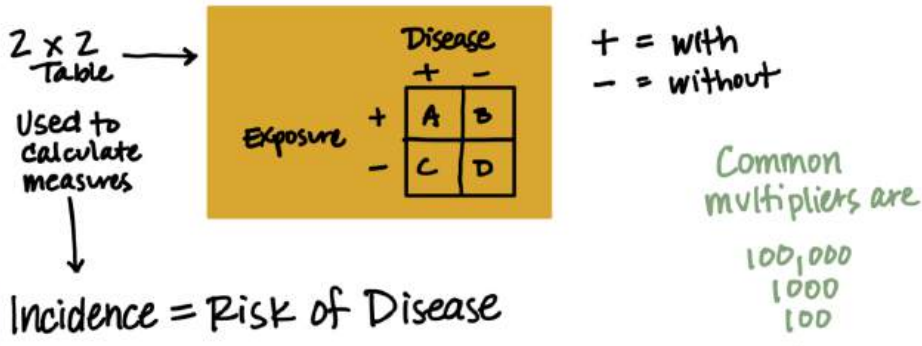 2 x 2
Table
Used to
calculate
measures
Disease
+ -
Exposure
+ A B
- C D
+ = with
- = without
Common
multipliers are
100,000
1000
100
Incidence = Risk of Disease